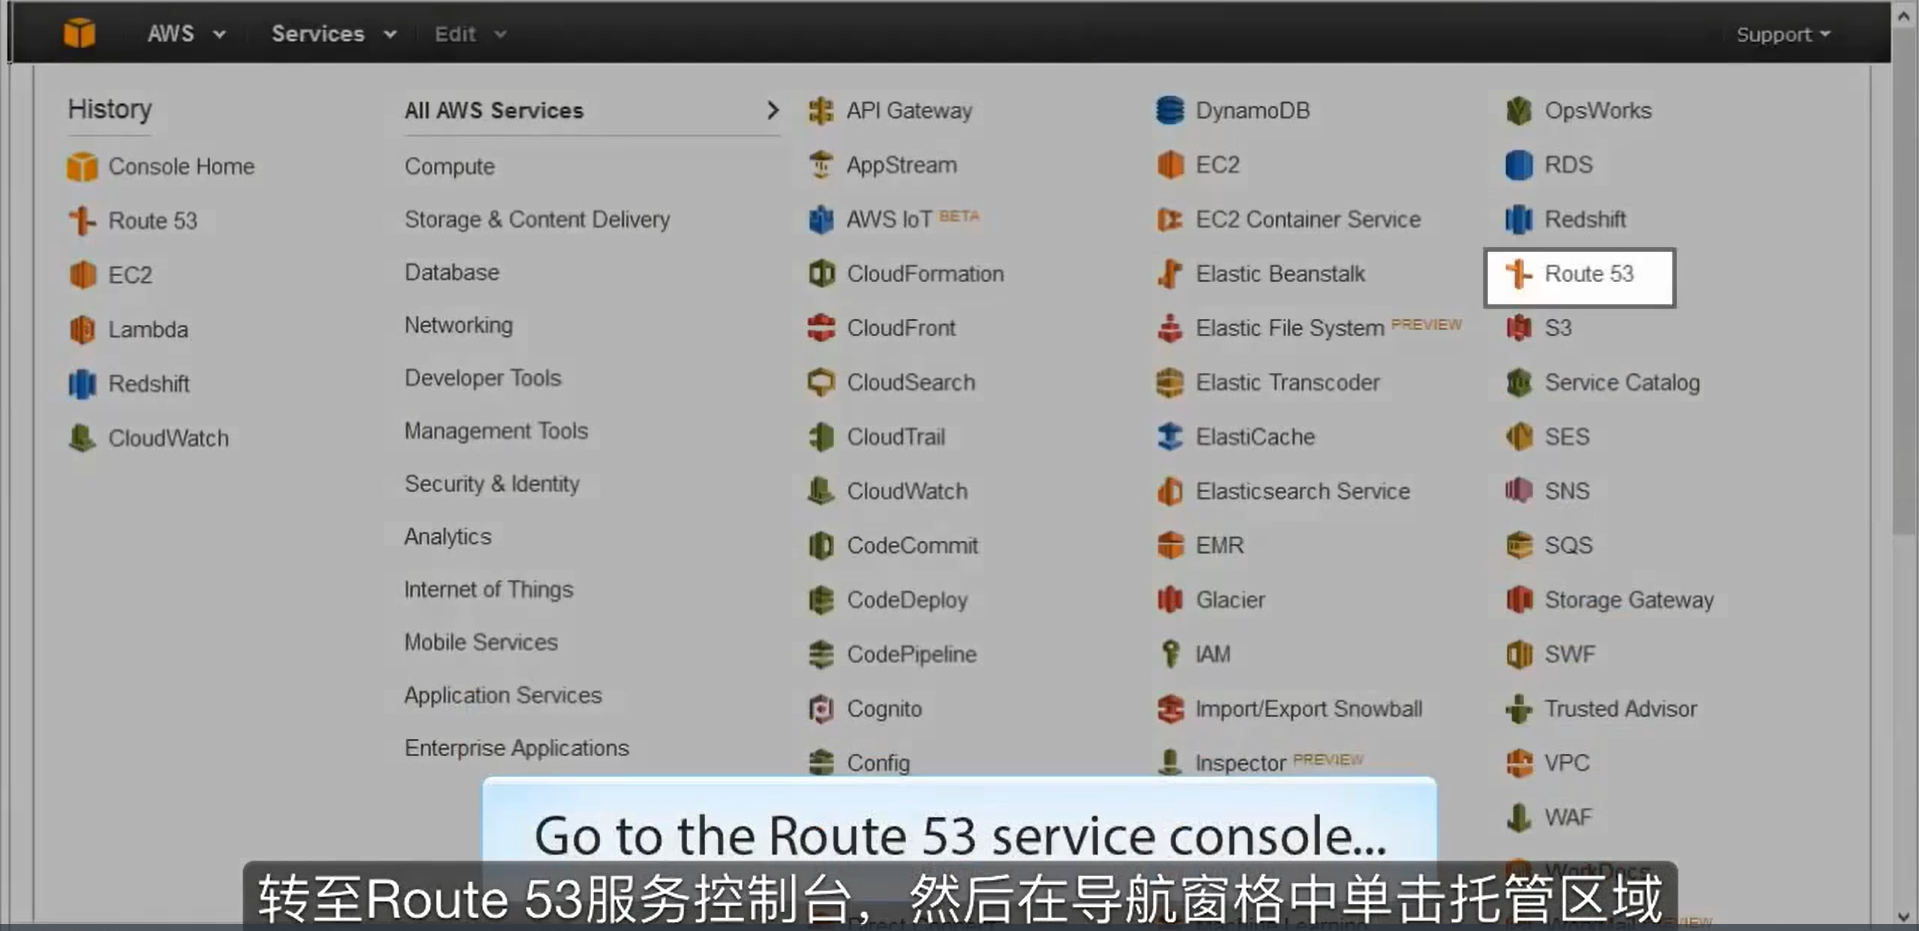 AWS Services Edit Support
History
Console Home
Route 53
EC2
Lambda
Redshift
CloudWatch
All AWS Services
Compute
Storage & Content Delivery
Database
Networking
Developer Tools
Management Tools
Security & Identity
Analytics
Internet of Things
Mobile Services
Application Services
Enterprise Applications
API Gateway
AppStream
AWS IoT BETA
CloudFormation
CloudFront
CloudSearch
CloudTrail
CloudWatch
CodeCommit
CodeDeploy
CodePipeline
Cognito
Config
DynamoDB
EC2
EC2 Container Service
Elastic Beanstalk
Elastic File System PREVIEW
Elastic Transcoder
ElastiCache
Elasticsearch Service
EMR
Glacier
IAM
Import/Export Snowball
Inspector PREVIEW
OpsWorks
RDS
Redshift
Route 53
S3
Service Catalog
SES
SNS
SQS
Storage Gateway
SWF
Trusted Advisor
VPC
WAF
WorkDocs
Go to the Route 53 service console...
转至Route 53服务控制台，然后在导航窗格中单击托管区域